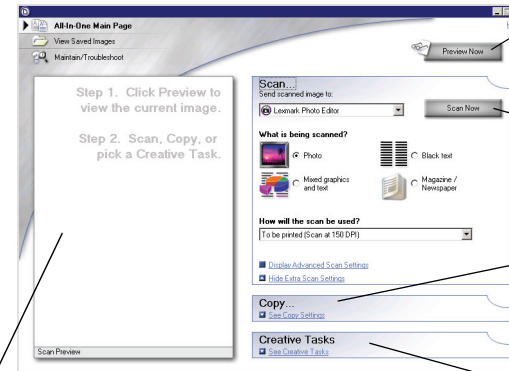 All-In-One Main Page
View Saved Images
Maintain/Troubleshoot
Preview Now
Step 1. Click Preview to
view the current image.
Step 2. Scan, Copy, or
pick a Creative Task.
Scan Preview
Scan...
Send scanned image to:
Lexmark Photo Editor
Scan Now
What is being scanned?
Photo
Black text
Mixed graphics
and text
Magazine /
Newspaper
How will the scan be used?
To be printed (Scan at 150 DPI)
Display Advanced Scan Settings
Hide Extra Scan Settings
Copy...
See Copy Settings
Creative Tasks
See Creative Tasks